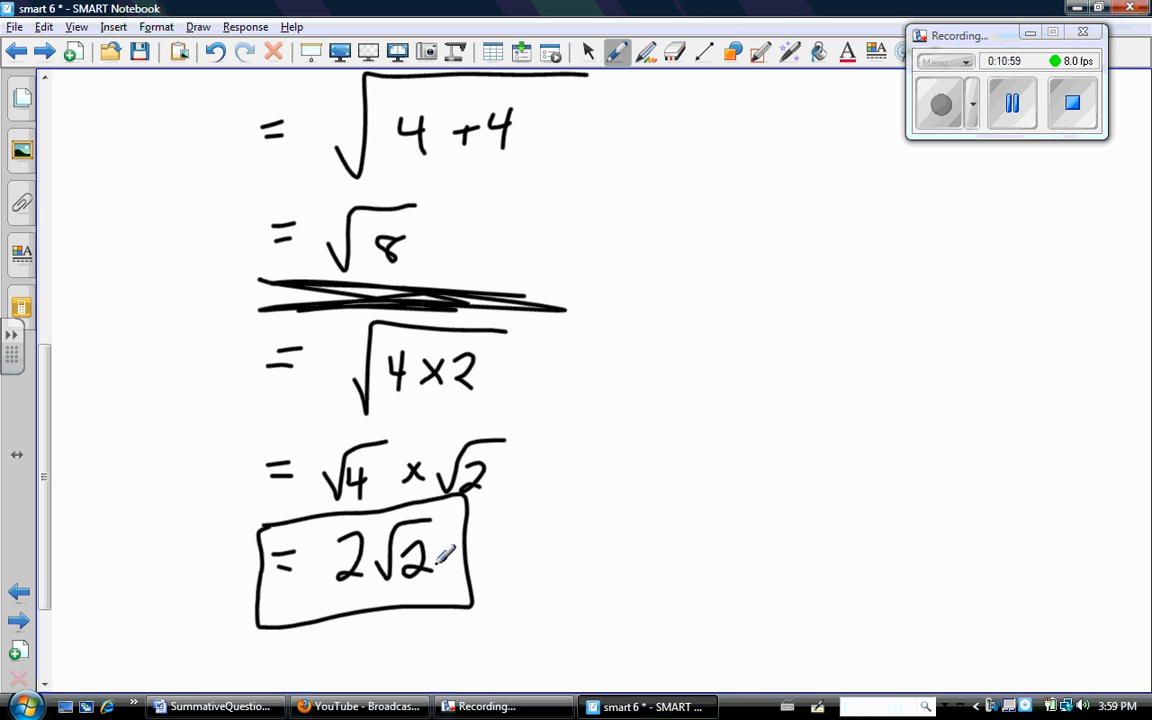 smart 6 * - SMART Notebook
File Edit View Insert Format Draw Response Help
Recording...
Menu 0:10:59 8.0 fps
= √4 + 4
= √8
= √4 × 2
= √4 × √2
= 2√2
SummativeQuestio... YouTube - Broadcas... Recording... smart 6 * - SMART ... 3:59 PM